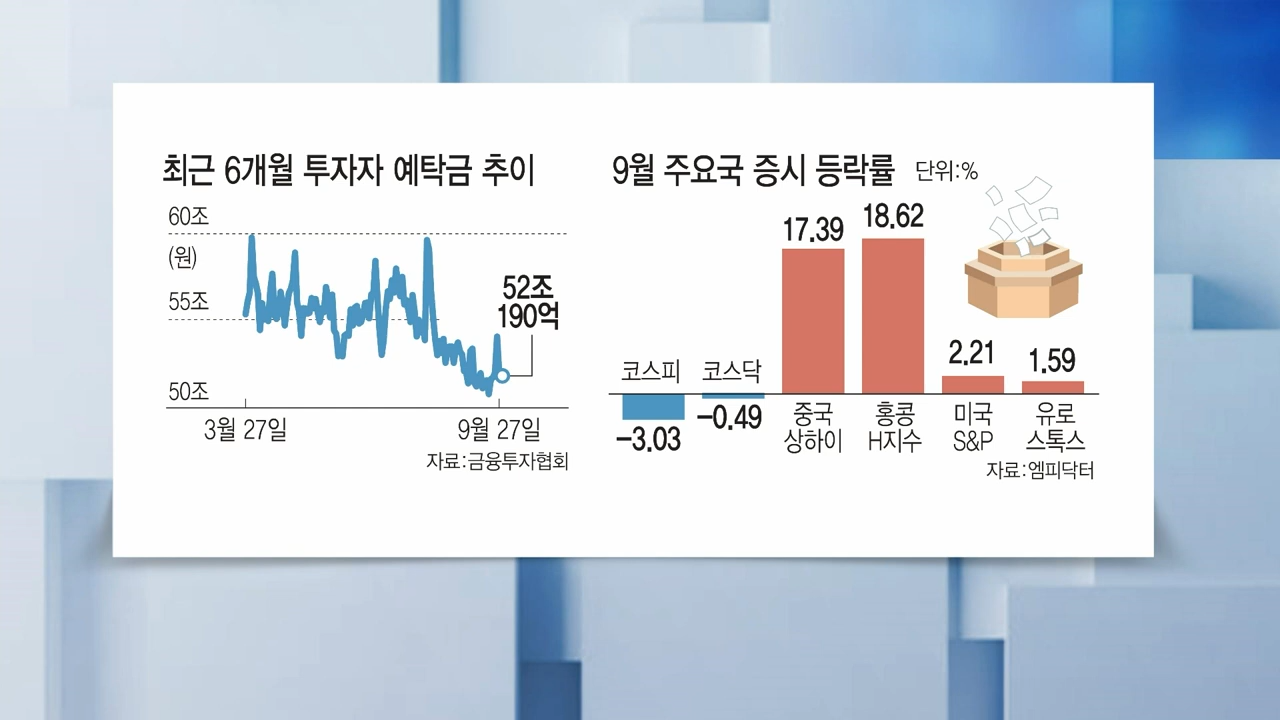 최근 6개월 투자자 예탁금 추이
60조
(원)
55조
50조
52조
190억
3월 27일
9월 27일
자료:금융투자협회
9월 주요국 증시 등락률 단위:%
코스피
-3.03
코스닥
-0.49
17.39
중국
상하이
18.62
홍콩
H지수
2.21
미국
S&P
1.59
유로
스톡스
자료:엠피닥터